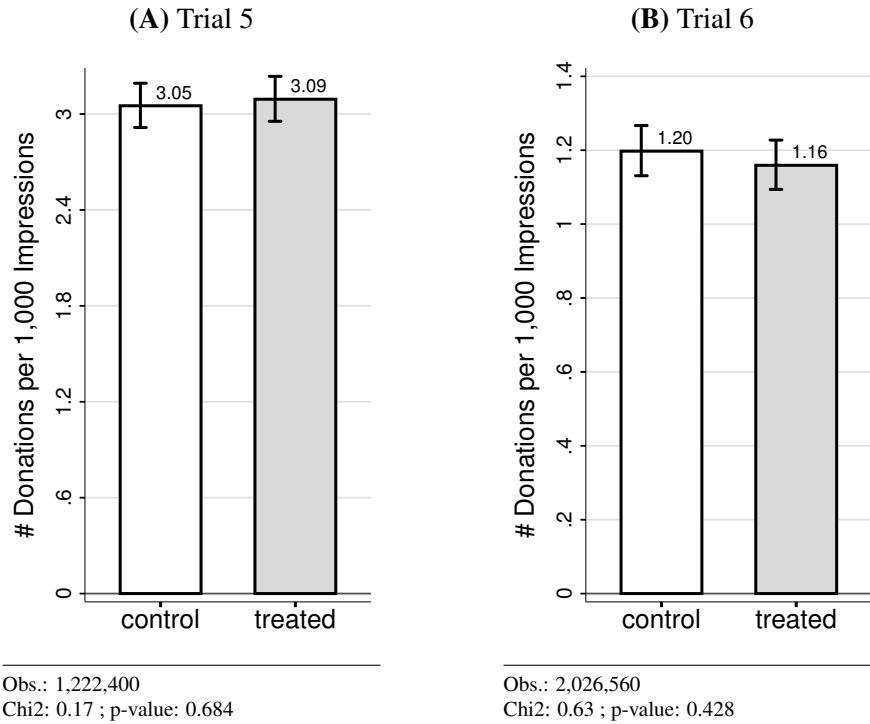 (A) Trial 5
# Donations per 1,000 Impressions
3
2.4
1.8
1.2
.6
0
3.05
3.09
control
treated
Obs.: 1,222,400
Chi2: 0.17 ; p-value: 0.684
(B) Trial 6
# Donations per 1,000 Impressions
1.4
1.2
1
.8
.6
.4
.2
0
1.20
1.16
control
treated
Obs.: 2,026,560
Chi2: 0.63 ; p-value: 0.428